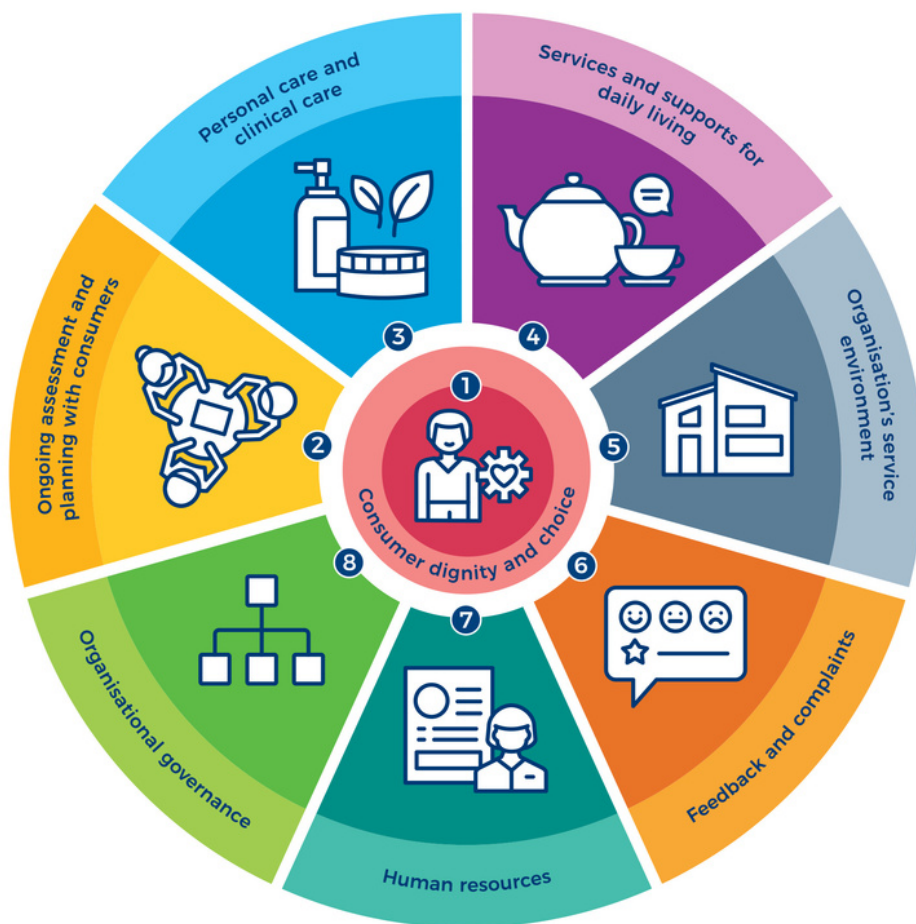 1
Consumer dignity and choice
2
Ongoing assessment and
planning with consumers
3
Personal care and
clinical care
4
Services and supports for
daily living
5
Organisation's service
environment
6
Feedback and complaints
7
Human resources
8
Organisational governance